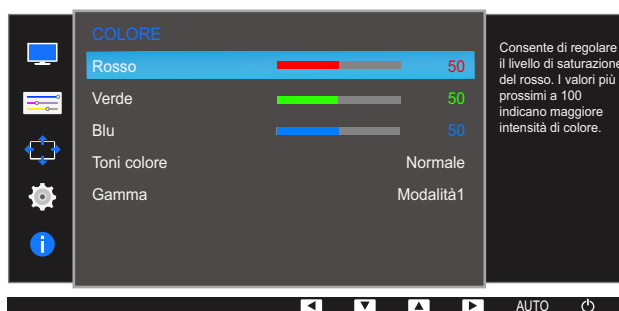 COLORE
Rosso 50
Verde 50
Blu 50
Toni colore Normale
Gamma Modalità1
Consente di regolare
il livello di saturazione
del rosso. I valori più
prossimi a 100
indicano maggiore
intensità di colore.
AUTO